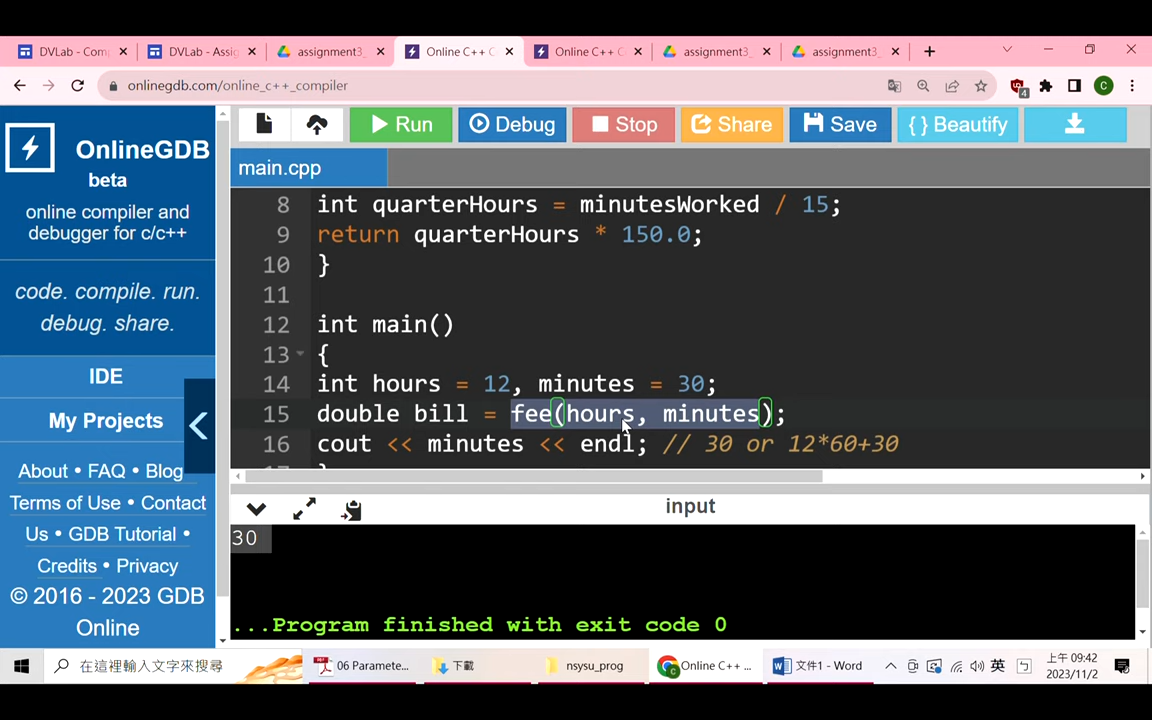 DVLab - Com
DVLab - Assig
assignment3_
Online C++ C
Online C++ C
assignment3_
assignment3_
onlinegdb.com/online_c++_compiler
4
C
OnlineGDB
beta
online compiler and
debugger for c/c++
code. compile. run.
debug. share.
IDE
My Projects
About • FAQ • Blog
Terms of Use • Contact
Us • GDB Tutorial •
Credits • Privacy
© 2016 - 2023 GDB
Online
Run
Debug
Stop
Share
Save
{ } Beautify
main.cpp
8 int quarterHours = minutesWorked / 15;
9 return quarterHours * 150.0;
10 }
11
12 int main()
13 {
14 int hours = 12, minutes = 30;
15 double bill = fee(hours, minutes);
16 cout << minutes << endl; // 30 or 12*60+30
17 }
input
30
...Program finished with exit code 0
在這裡輸入文字來搜尋
06 Paramete...
下載
nsysu_prog
Online C++ ...
文件1 - Word
英
上午 09:42
2023/11/2